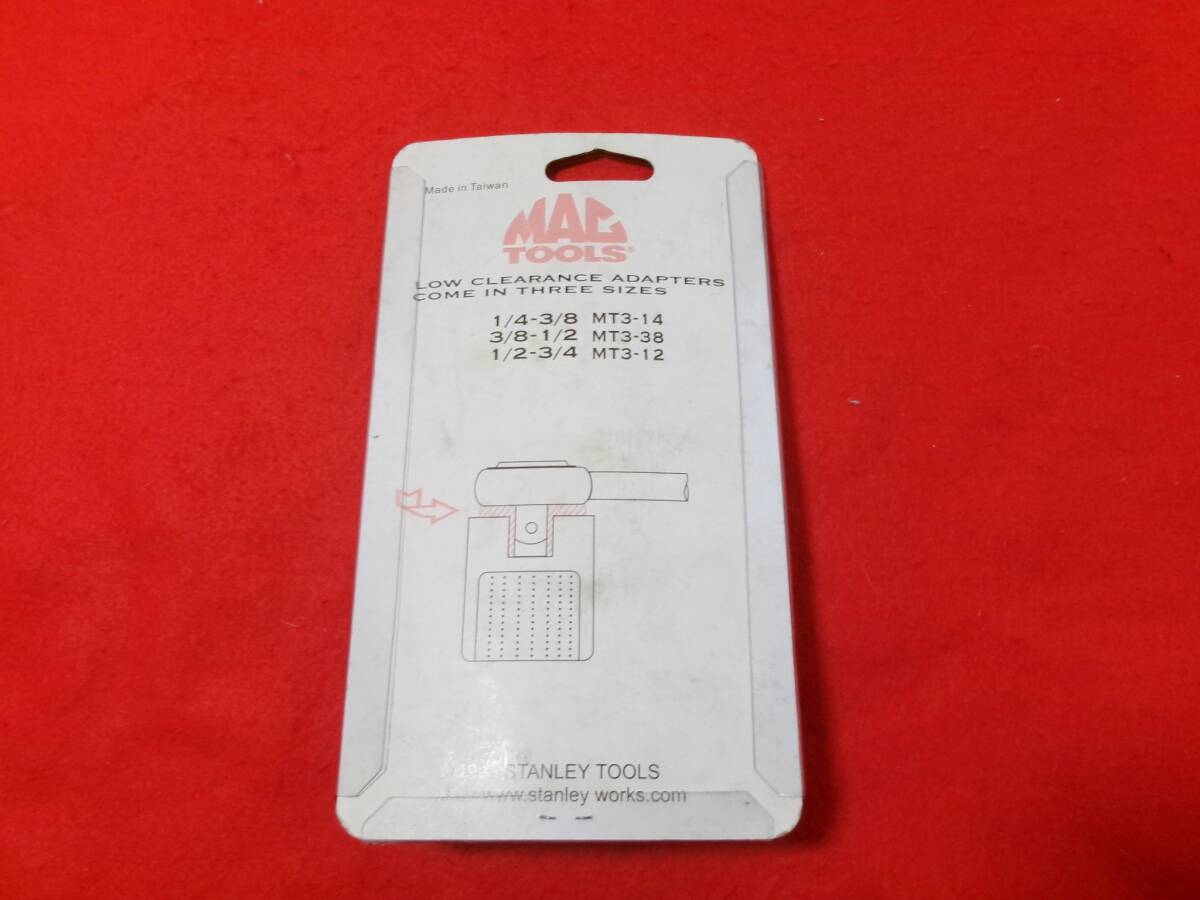 Made in Taiwan
MAC
TOOLS®
LOW CLEARANCE ADAPTERS
COME IN THREE SIZES
1/4-3/8 MT3-14
3/8-1/2 MT3-38
1/2-3/4 MT3-12
STANLEY TOOLS
www.stanley works.com